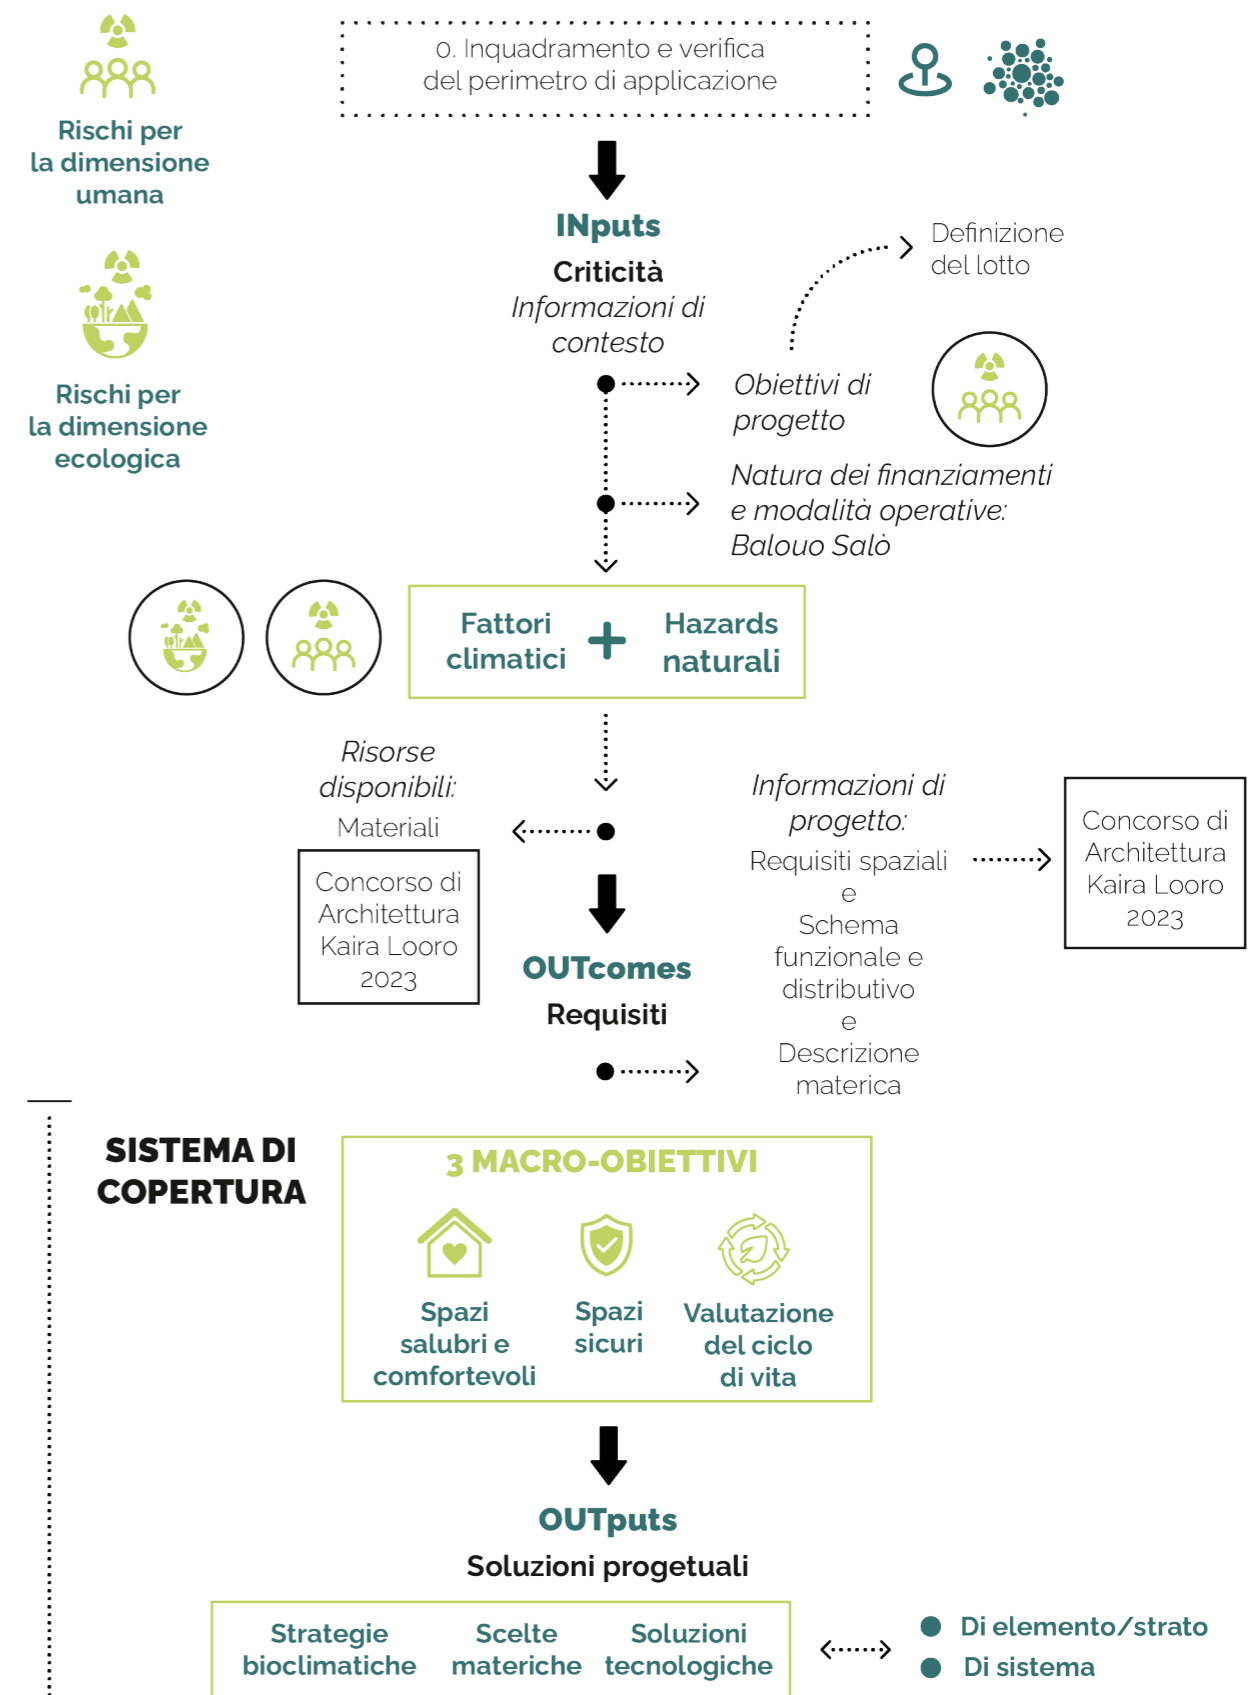 Rischi per
la dimensione
umana
Rischi per
la dimensione
ecologica
0. Inquadramento e verifica
del perimetro di applicazione
INputs
Criticità
Informazioni di
contesto
Definizione
del lotto
Obiettivi di
progetto
Natura dei finanziamenti
e modalità operative:
Balouo Salò
Fattori
climatici
+
Hazards
naturali
Risorse
disponibili:
Materiali
Concorso di
Architettura
Kaira Looro
2023
Informazioni di
progetto:
Requisiti spaziali
e
Schema
funzionale e
distributivo
e
Descrizione
materica
Concorso di
Architettura
Kaira Looro
2023
OUTcomes
Requisiti
SISTEMA DI
COPERTURA
3 MACRO-OBIETTIVI
Spazi
salubri e
comfortevoli
Spazi
sicuri
Valutazione
del ciclo
di vita
OUTputs
Soluzioni progetuali
Strategie
bioclimatiche
Scelte
materiche
Soluzioni
tecnologiche
Di elemento/strato
Di sistema